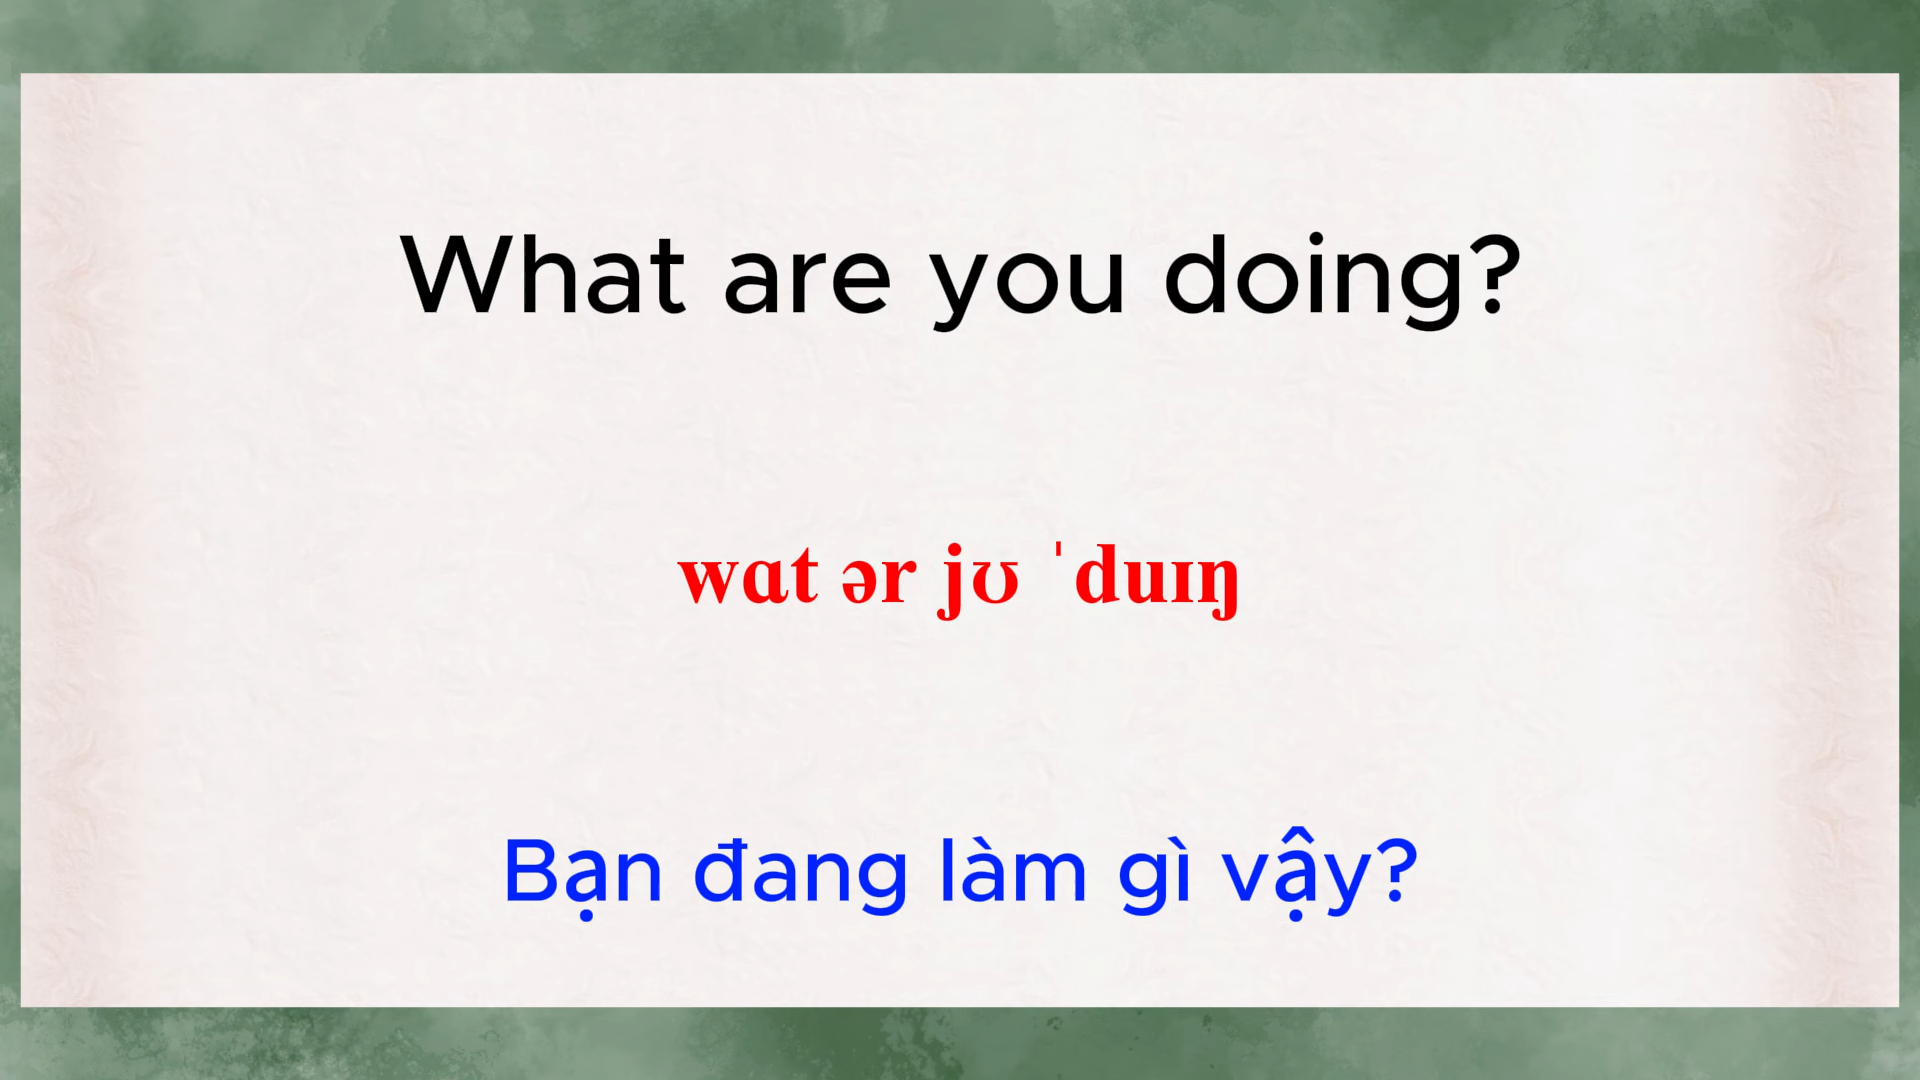 What are you doing?
wɑt ər jʊ ˈduɪŋ
Bạn đang làm gì vậy?